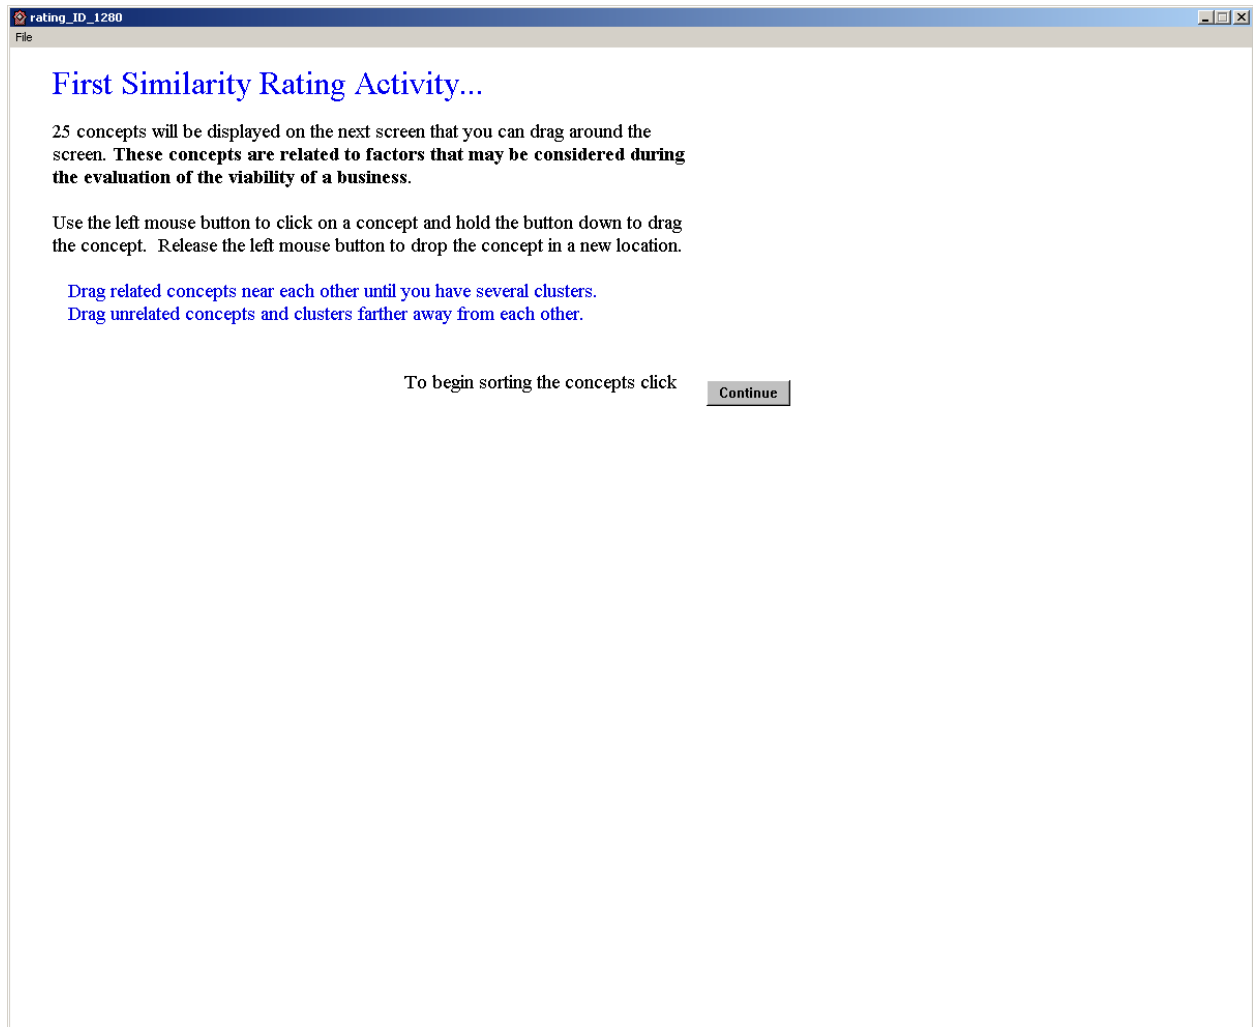 rating_ID_1280
File
First Similarity Rating Activity...
25 concepts will be displayed on the next screen that you can drag around the
screen. These concepts are related to factors that may be considered during
the evaluation of the viability of a business.
Use the left mouse button to click on a concept and hold the button down to drag
the concept.  Release the left mouse button to drop the concept in a new location.
Drag related concepts near each other until you have several clusters.
Drag unrelated concepts and clusters farther away from each other.
To begin sorting the concepts click
Continue